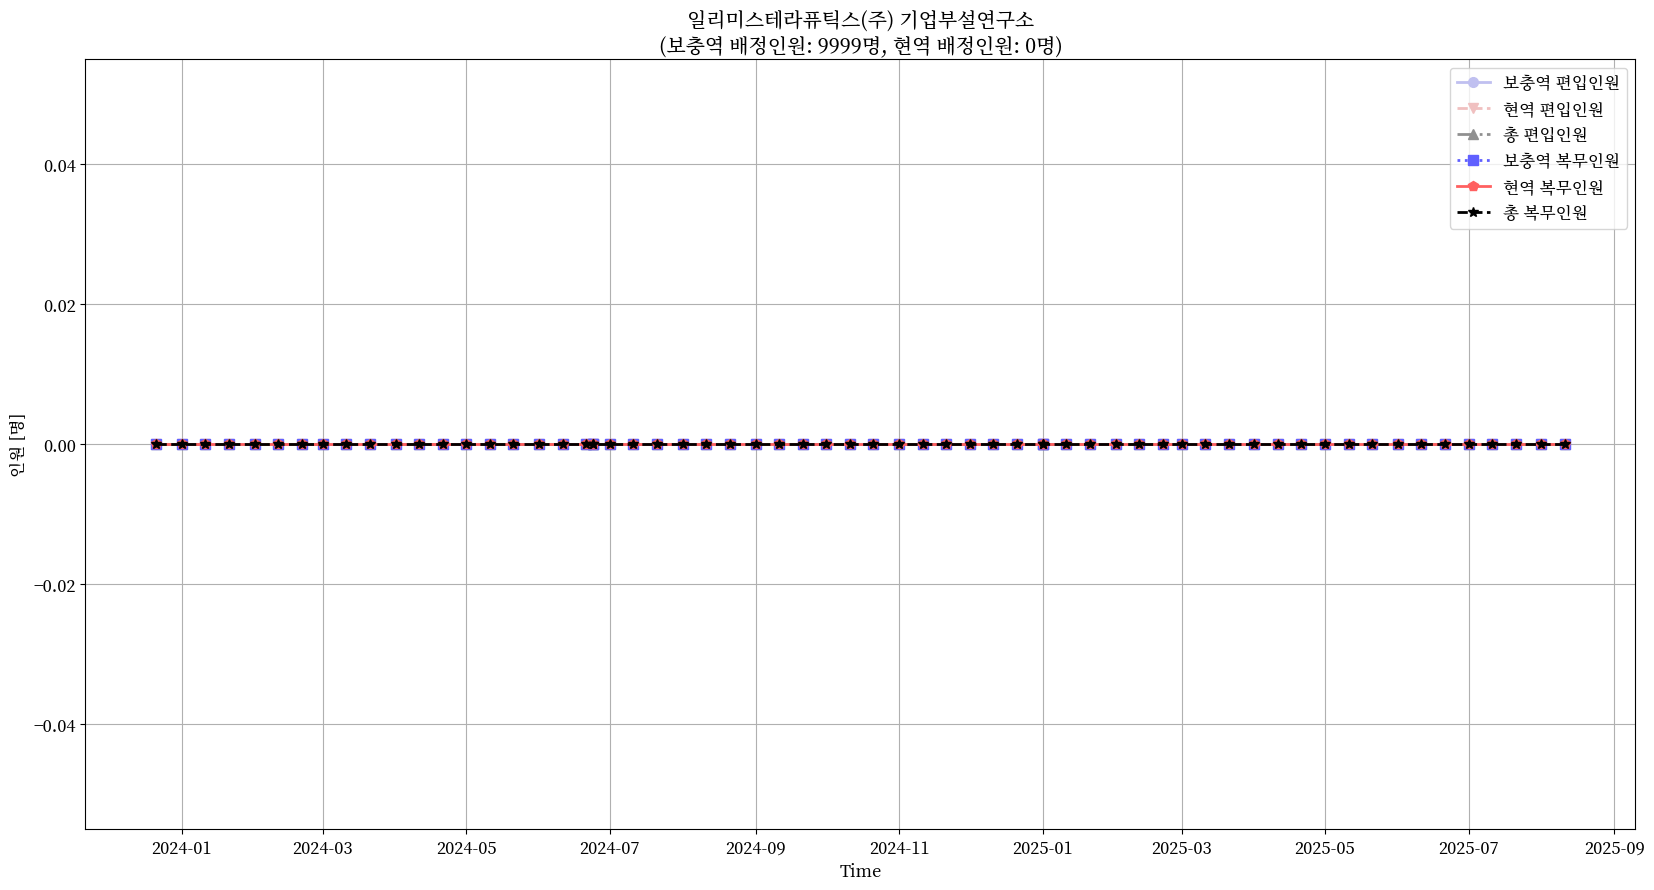 일리미스테라퓨틱스(주) 기업부설연구소
(보충역 배정인원: 9999명, 현역 배정인원: 0명)
보충역 편입인원
현역 편입인원
총 편입인원
보충역 복무인원
현역 복무인원
총 복무인원
0.04
0.02
0.00
−0.02
−0.04
인원 [명]
2024-01
2024-03
2024-05
2024-07
2024-09
2024-11
2025-01
2025-03
2025-05
2025-07
2025-09
Time